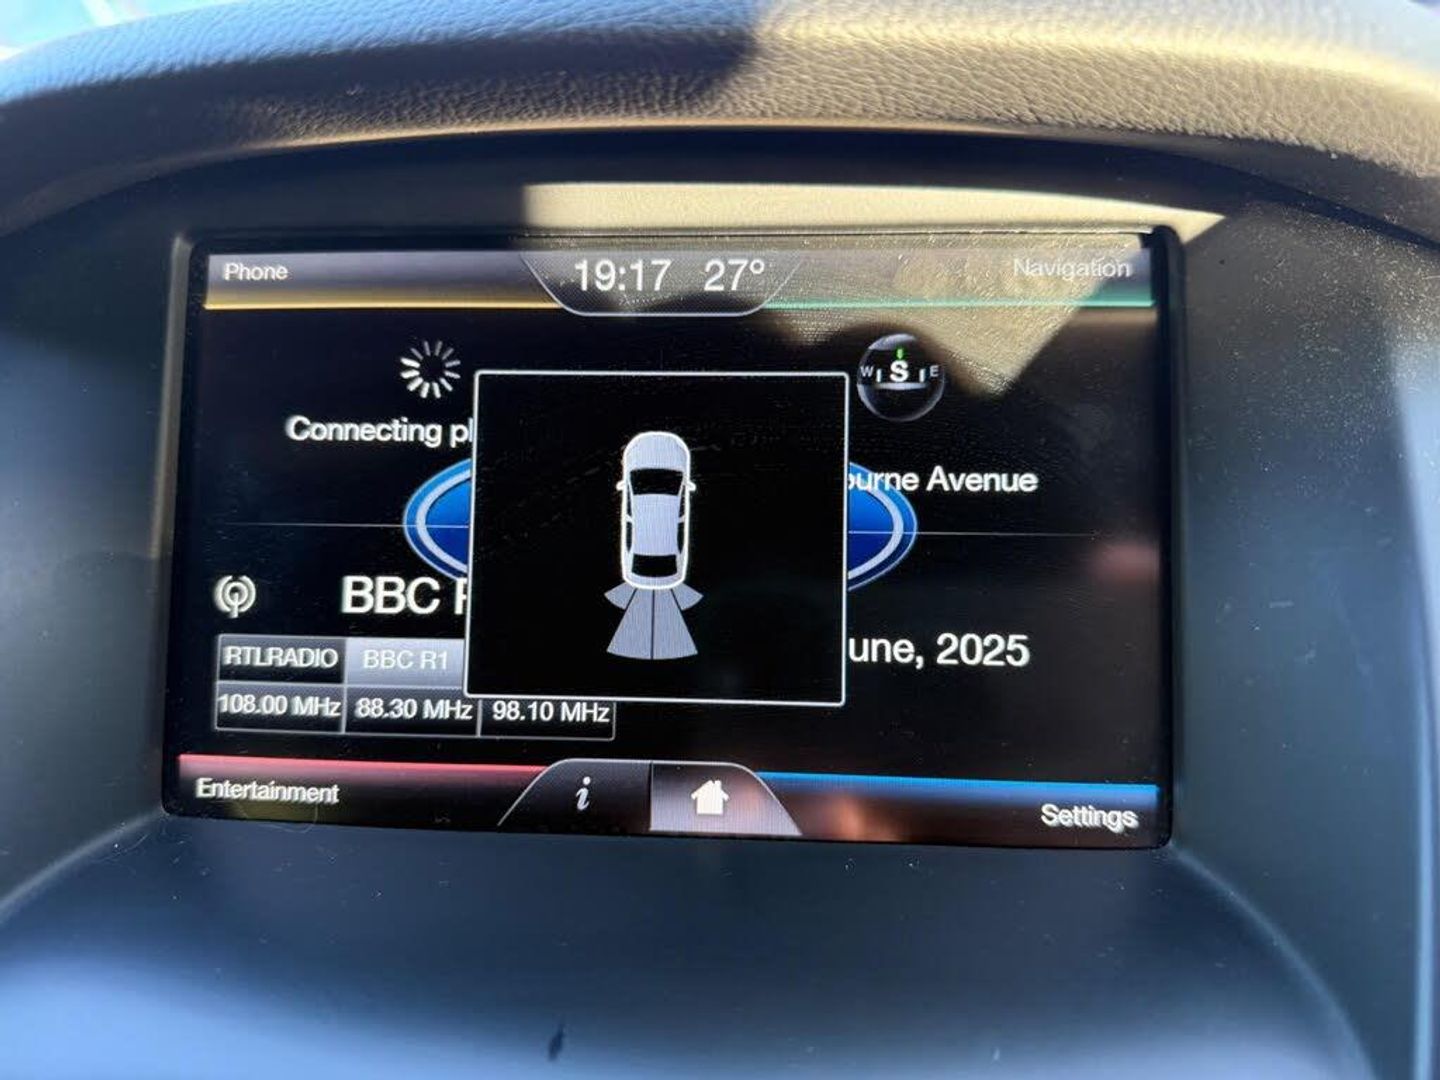 Phone
19:17 27°
Navigation
W S E
Connecting
Avenue
BBC
RTLRADIO BBC R1
une, 2025
108.00 MHz 88.30 MHz 98.10 MHz
Entertainment
i
Settings